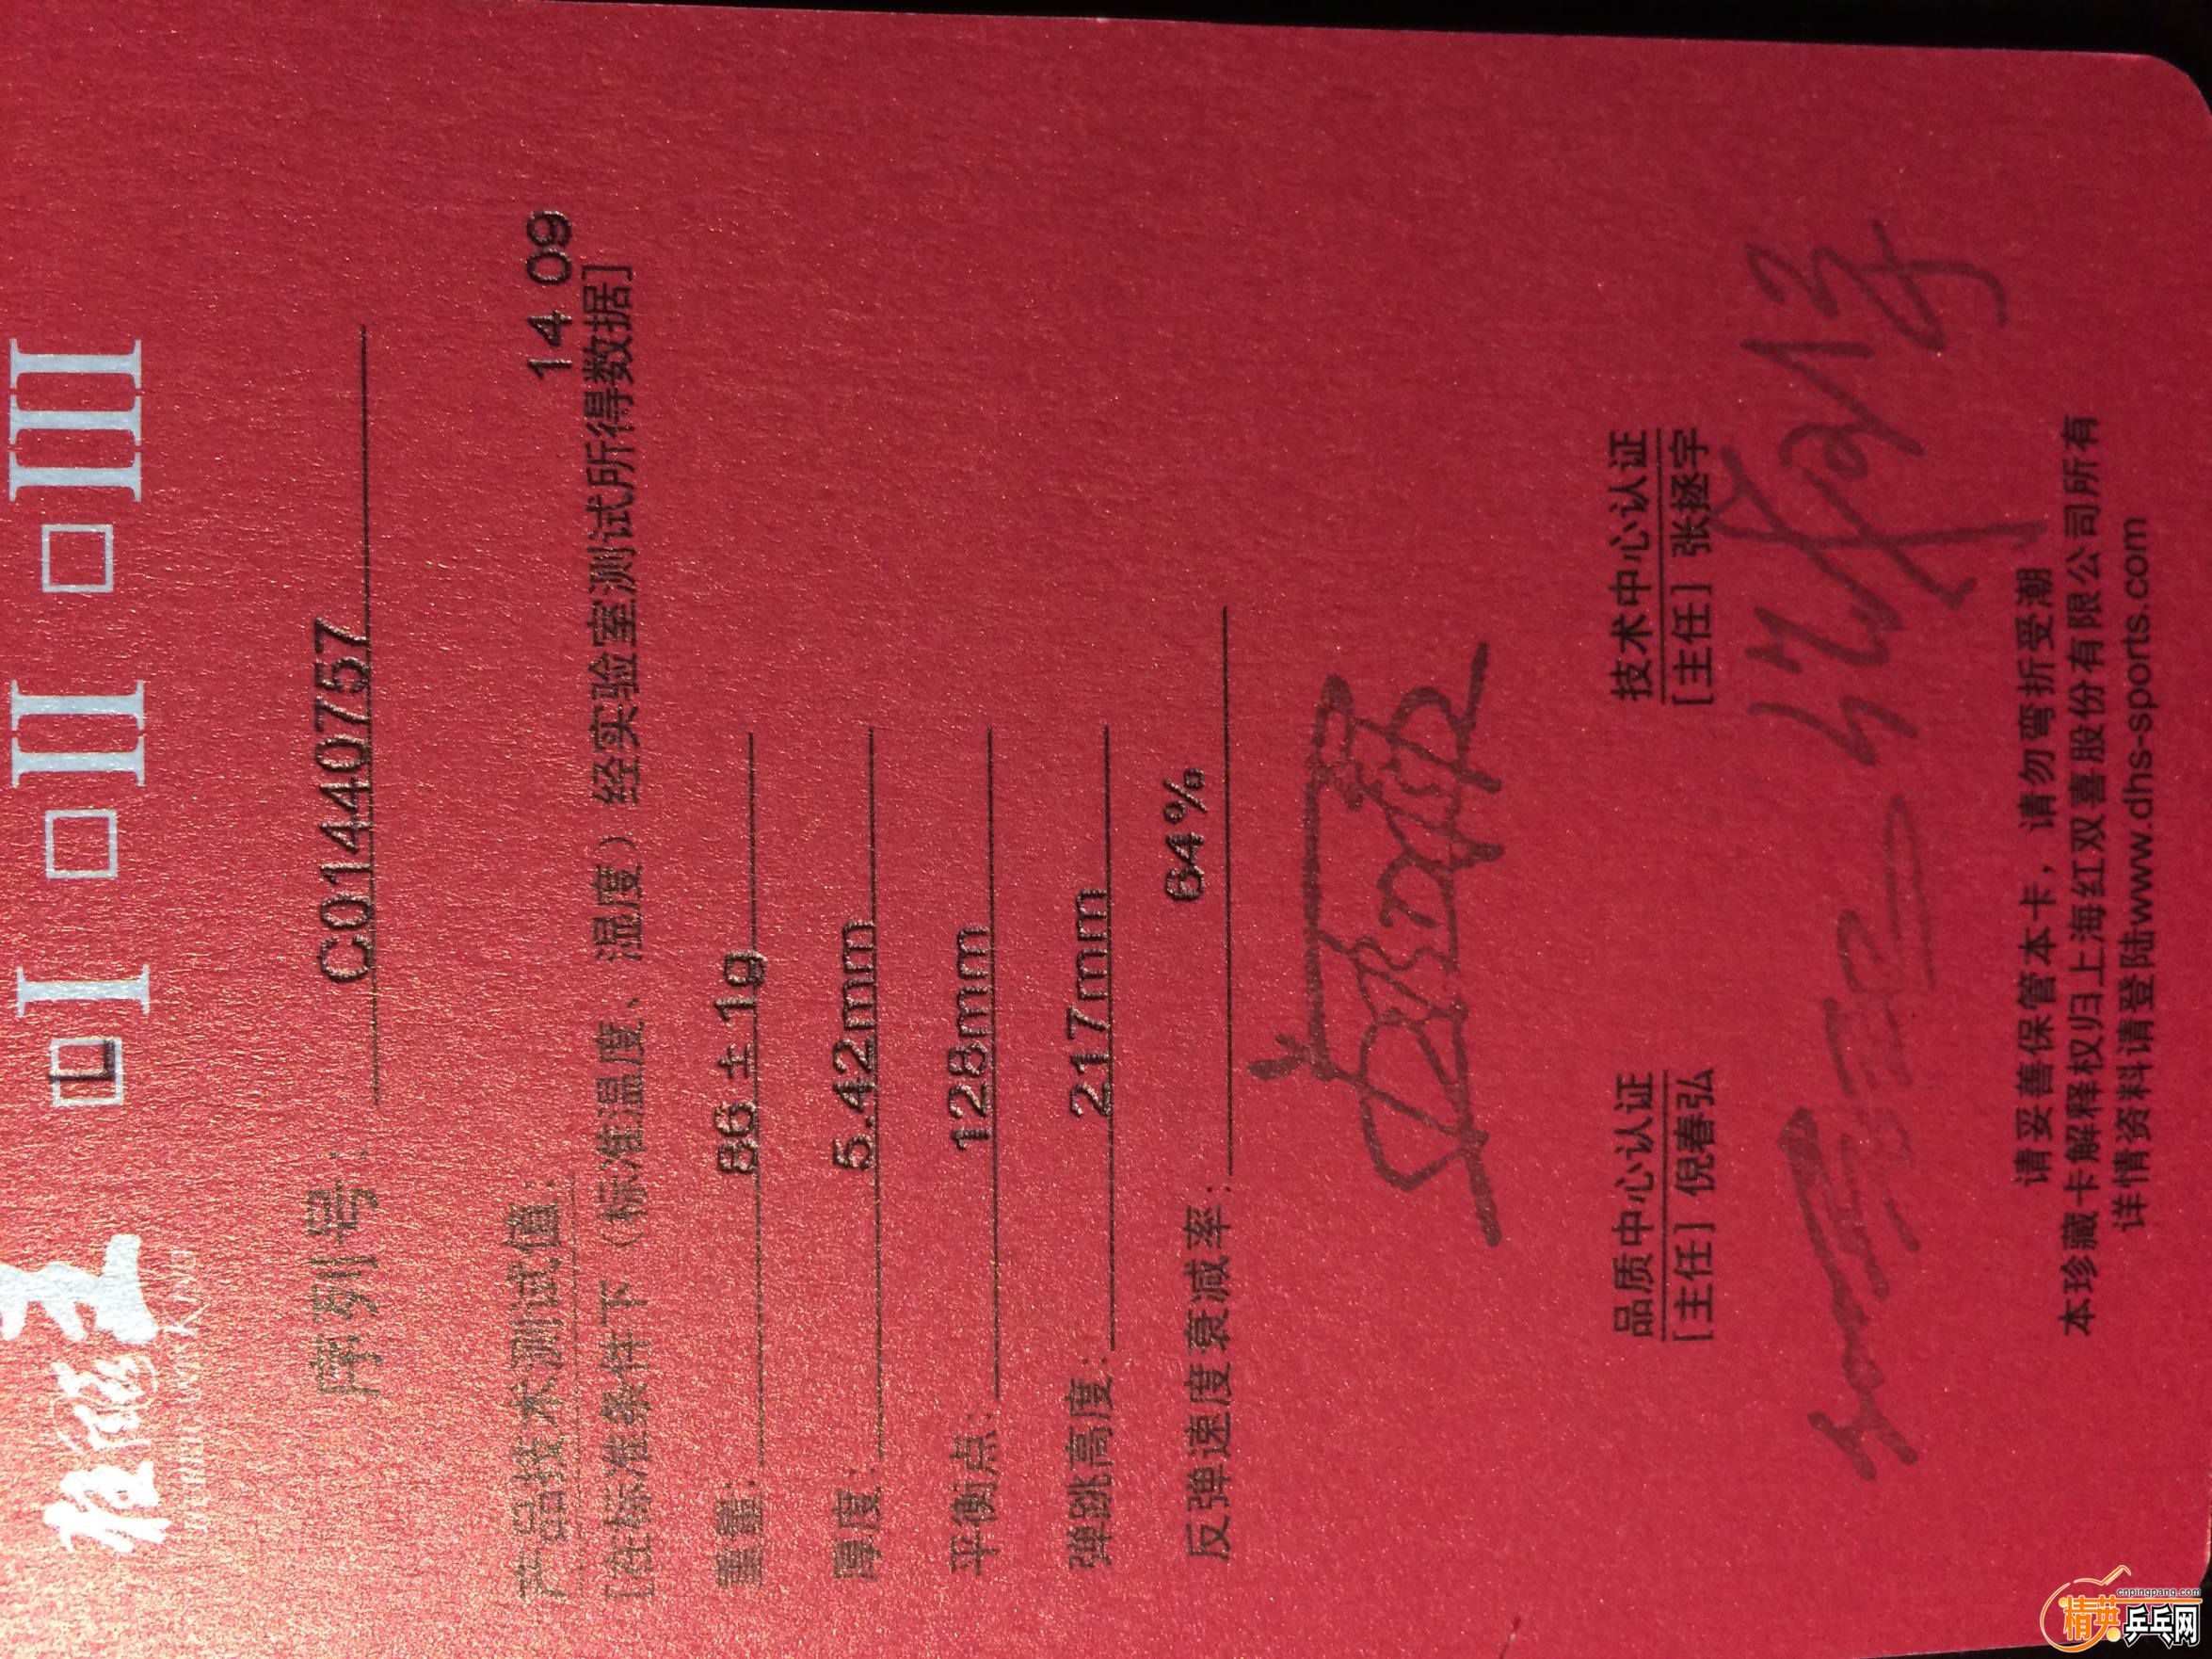 狂飚王 □I □II □III
L
HURRICANE KING
序列号: C01440757
产品技术测试值: 14 09
[在标准条件下（标准温度、湿度）经实验室测试所得数据]
重量: 86±1g
厚度: 5.42mm
平衡点: 128mm
弹跳高度: 217mm
反弹速度衰减率: 64%
品质中心认证 技术中心认证
[主任] 倪春弘 [主任] 张拯宇
请妥善保管本卡，请勿弯折受潮
本珍藏卡解释权归上海红双喜股份有限公司所有
详情资料请登陆www.dhs-sports.com
cnpingpang.com
精英乒乓网